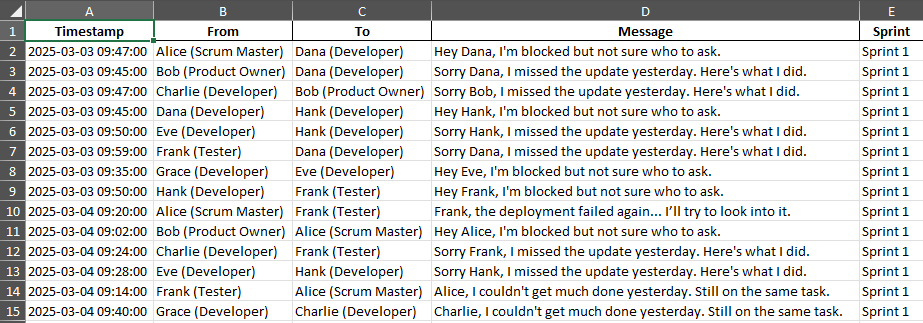 A B C D E
1 Timestamp From To Message Sprint
2 2025-03-03 09:47:00 Alice (Scrum Master) Dana (Developer) Hey Dana, I'm blocked but not sure who to ask. Sprint 1
3 2025-03-03 09:45:00 Bob (Product Owner) Dana (Developer) Sorry Dana, I missed the update yesterday. Here's what I did. Sprint 1
4 2025-03-03 09:47:00 Charlie (Developer) Bob (Product Owner) Sorry Bob, I missed the update yesterday. Here's what I did. Sprint 1
5 2025-03-03 09:45:00 Dana (Developer) Hank (Developer) Hey Hank, I'm blocked but not sure who to ask. Sprint 1
6 2025-03-03 09:50:00 Eve (Developer) Hank (Developer) Sorry Hank, I missed the update yesterday. Here's what I did. Sprint 1
7 2025-03-03 09:59:00 Frank (Tester) Dana (Developer) Sorry Dana, I missed the update yesterday. Here's what I did. Sprint 1
8 2025-03-03 09:35:00 Grace (Developer) Eve (Developer) Hey Eve, I'm blocked but not sure who to ask. Sprint 1
9 2025-03-03 09:50:00 Hank (Developer) Frank (Tester) Hey Frank, I'm blocked but not sure who to ask. Sprint 1
10 2025-03-04 09:20:00 Alice (Scrum Master) Frank (Tester) Frank, the deployment failed again... I’ll try to look into it. Sprint 1
11 2025-03-04 09:02:00 Bob (Product Owner) Alice (Scrum Master) Hey Alice, I'm blocked but not sure who to ask. Sprint 1
12 2025-03-04 09:24:00 Charlie (Developer) Frank (Tester) Sorry Frank, I missed the update yesterday. Here's what I did. Sprint 1
13 2025-03-04 09:28:00 Eve (Developer) Hank (Developer) Sorry Hank, I missed the update yesterday. Here's what I did. Sprint 1
14 2025-03-04 09:14:00 Frank (Tester) Alice (Scrum Master) Alice, I couldn't get much done yesterday. Still on the same task. Sprint 1
15 2025-03-04 09:40:00 Grace (Developer) Charlie (Developer) Charlie, I couldn't get much done yesterday. Still on the same task. Sprint 1